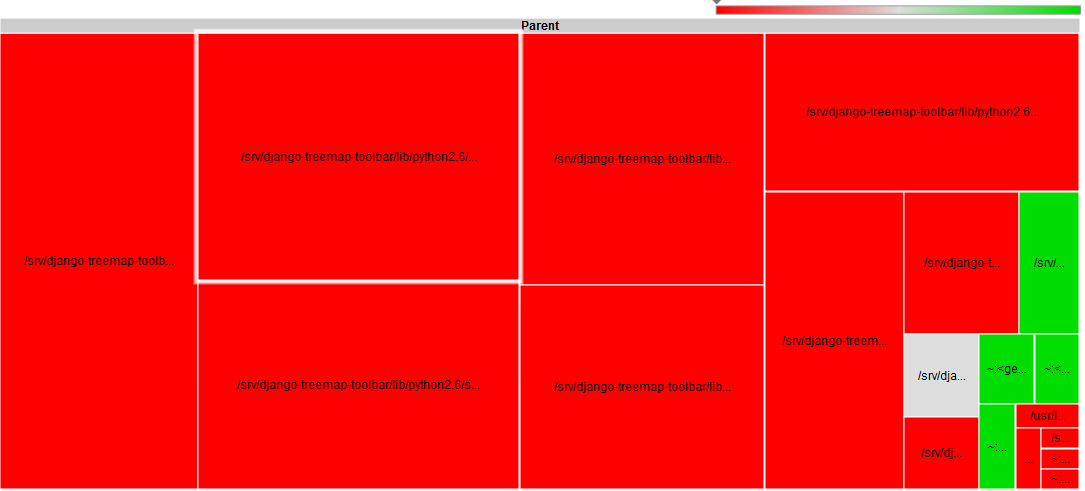 Parent
/srv/django-treemap-toolb...
/srv/django-treemap-toolbar/lib/python2.6/...
/srv/django-treemap-toolbar/lib/python2.6/s...
/srv/django-treemap-toolbar/lib...
/srv/django-treemap-toolbar/lib...
/srv/django-treemap-toolbar/lib/python2.6...
/srv/django-treem...
/srv/django-t...
/srv/...
/srv/dja...
~:<ge...
~:<...
/srv/dj...
~:...
/usr/l...
...
/s...
~:...
~:...